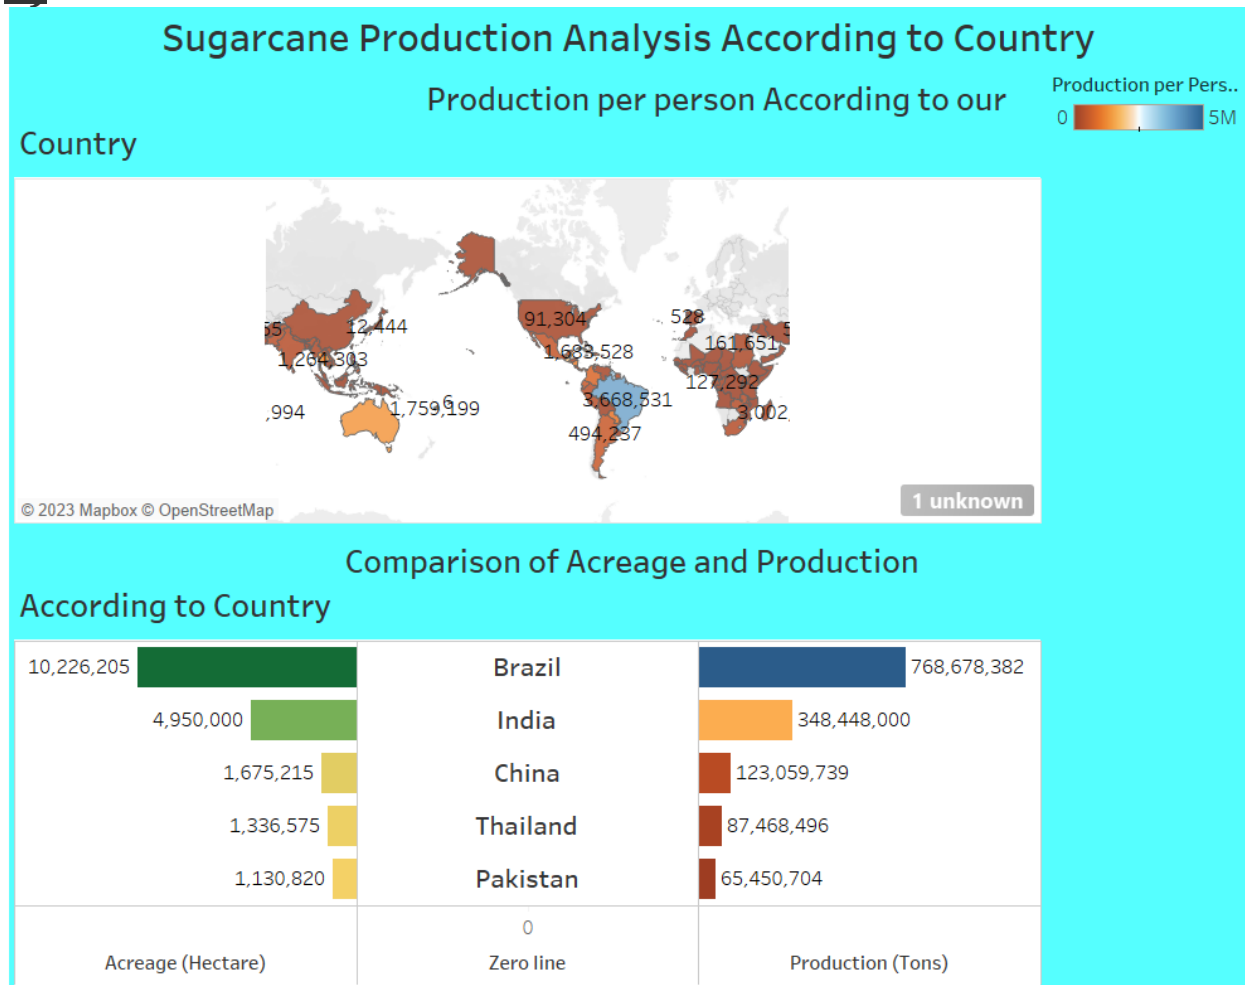 Sugarcane Production Analysis According to Country
Production per person According to our
Country
Production per Pers..
0 5M
91,304
528
12,444
161,651
1,264,303
1,683,528
127,292
3,668,531
6
,994
1,759,199
3,002,
494,237
© 2023 Mapbox © OpenStreetMap
1 unknown
Comparison of Acreage and Production
According to Country
10,226,205 Brazil 768,678,382
4,950,000 India 348,448,000
1,675,215 China 123,059,739
1,336,575 Thailand 87,468,496
1,130,820 Pakistan 65,450,704
0
Acreage (Hectare) Zero line Production (Tons)